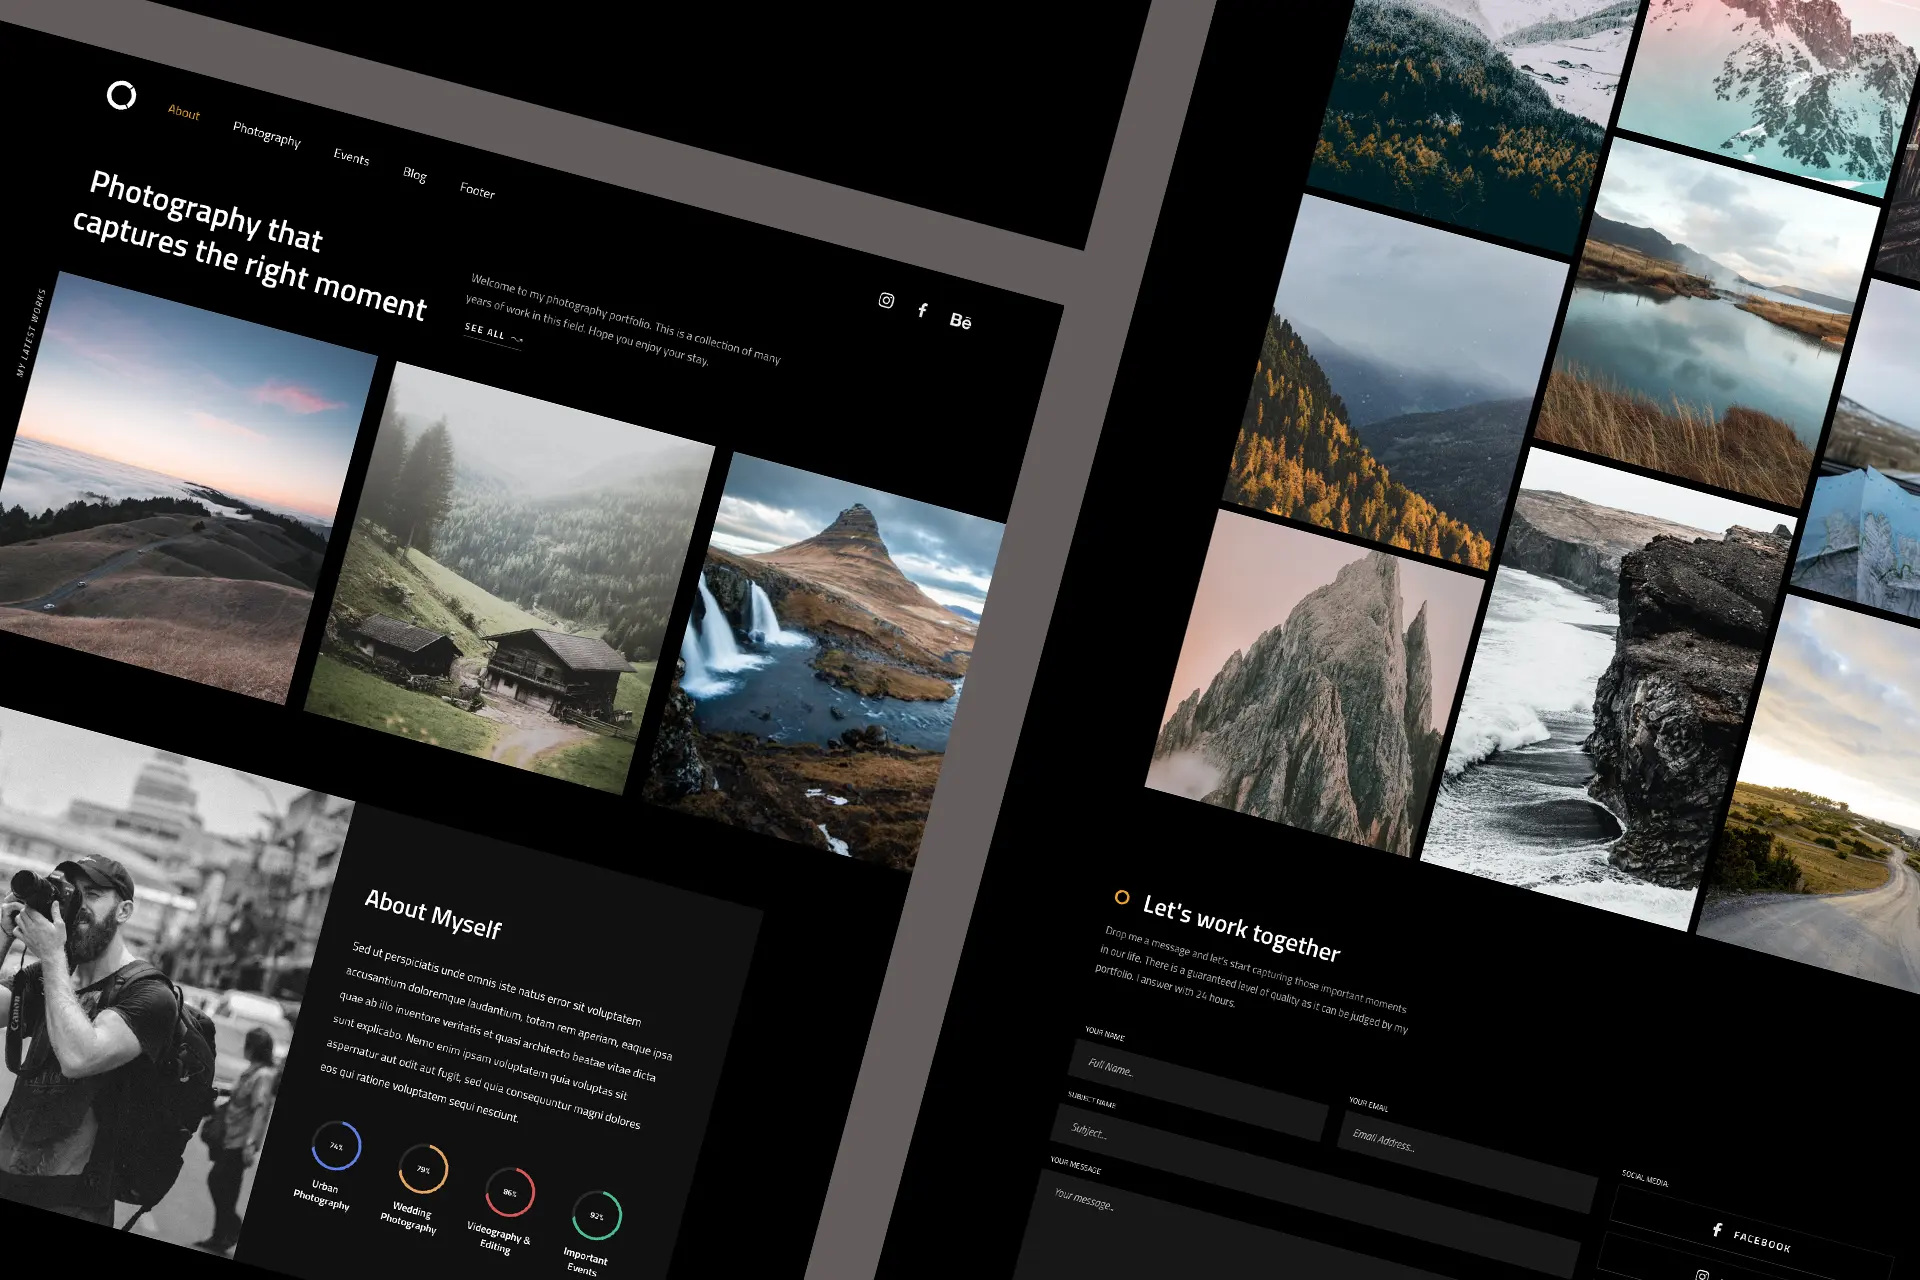 About
Photography
Events
Blog
Footer
Photography that
captures the right moment
Welcome to my photography portfolio. This is a collection of many
years of work in this field. Hope you enjoy your stay.
SEE ALL
Bē
MY LATEST WORKS
Canon
About Myself
Sed ut perspiciatis unde omnis iste natus error sit voluptatem
accusantium doloremque laudantium, totam rem aperiam, eaque ipsa
quae ab illo inventore veritatis et quasi architecto beatae vitae dicta
sunt explicabo. Nemo enim ipsam voluptatem quia voluptas sit
aspernatur aut odit aut fugit, sed quia consequuntur magni dolores
eos qui ratione voluptatem sequi nesciunt.
74%
Urban
Photography
79%
Wedding
Photography
86%
Videography &
Editing
92%
Important
Events
Let's work together
Drop me a message and let's start capturing those important moments
in our life. There is a guaranteed level of quality as it can be judged by my
portfolio. I answer with 24 hours.
YOUR NAME
Full Name...
YOUR EMAIL
Email Address...
SUBJECT NAME
Subject...
YOUR MESSAGE
Your message...
SOCIAL MEDIA
FACEBOOK